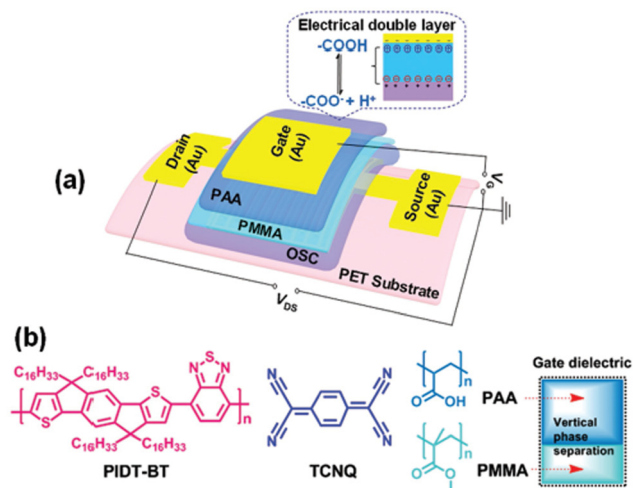 Electrical double layer
-COOH
-COO⁻ + H⁺
(a)
Drain
(Au)
Gate
(Au)
Source
(Au)
V_G
PAA
PMMA
OSC
PET Substrate
V_DS
(b)
C₁₆H₃₃ C₁₆H₃₃
N S N
S S n
C₁₆H₃₃ C₁₆H₃₃
PIDT-BT
CN NC
CN NC
TCNQ
n
O OH
PAA
n
O O
PMMA
Gate dielectric
Vertical
phase
separation